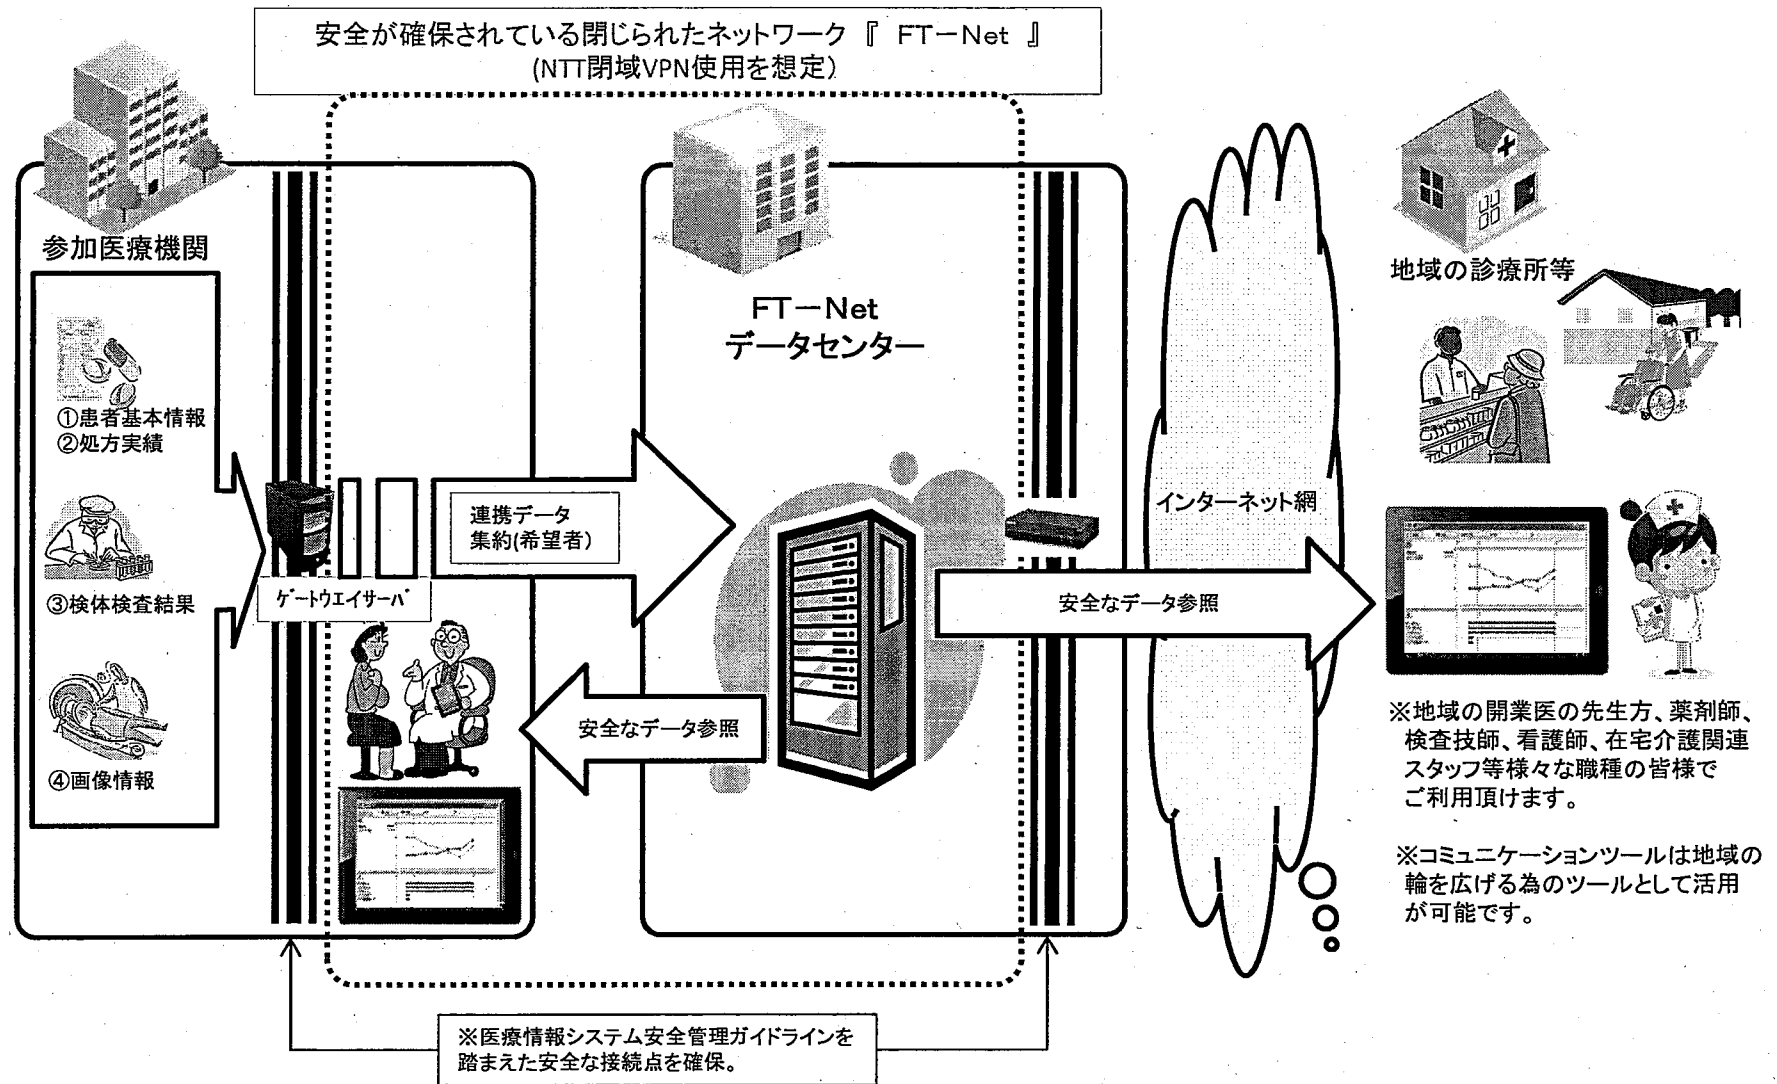 安全が確保されている閉じられたネットワーク『 FT－Net 』
(NTT閉域VPN使用を想定)
参加医療機関
①患者基本情報
②処方実績
③検体検査結果
④画像情報
ｹﾞｰﾄｳｴｲｻｰﾊﾞ
連携データ
集約(希望者)
安全なデータ参照
FT－Net
データセンター
インターネット網
安全なデータ参照
地域の診療所等
※地域の開業医の先生方、薬剤師、
検査技師、看護師、在宅介護関連
スタッフ等様々な職種の皆様で
ご利用頂けます。
※コミュニケーションツールは地域の
輪を広げる為のツールとして活用
が可能です。
※医療情報システム安全管理ガイドラインを
踏まえた安全な接続点を確保。